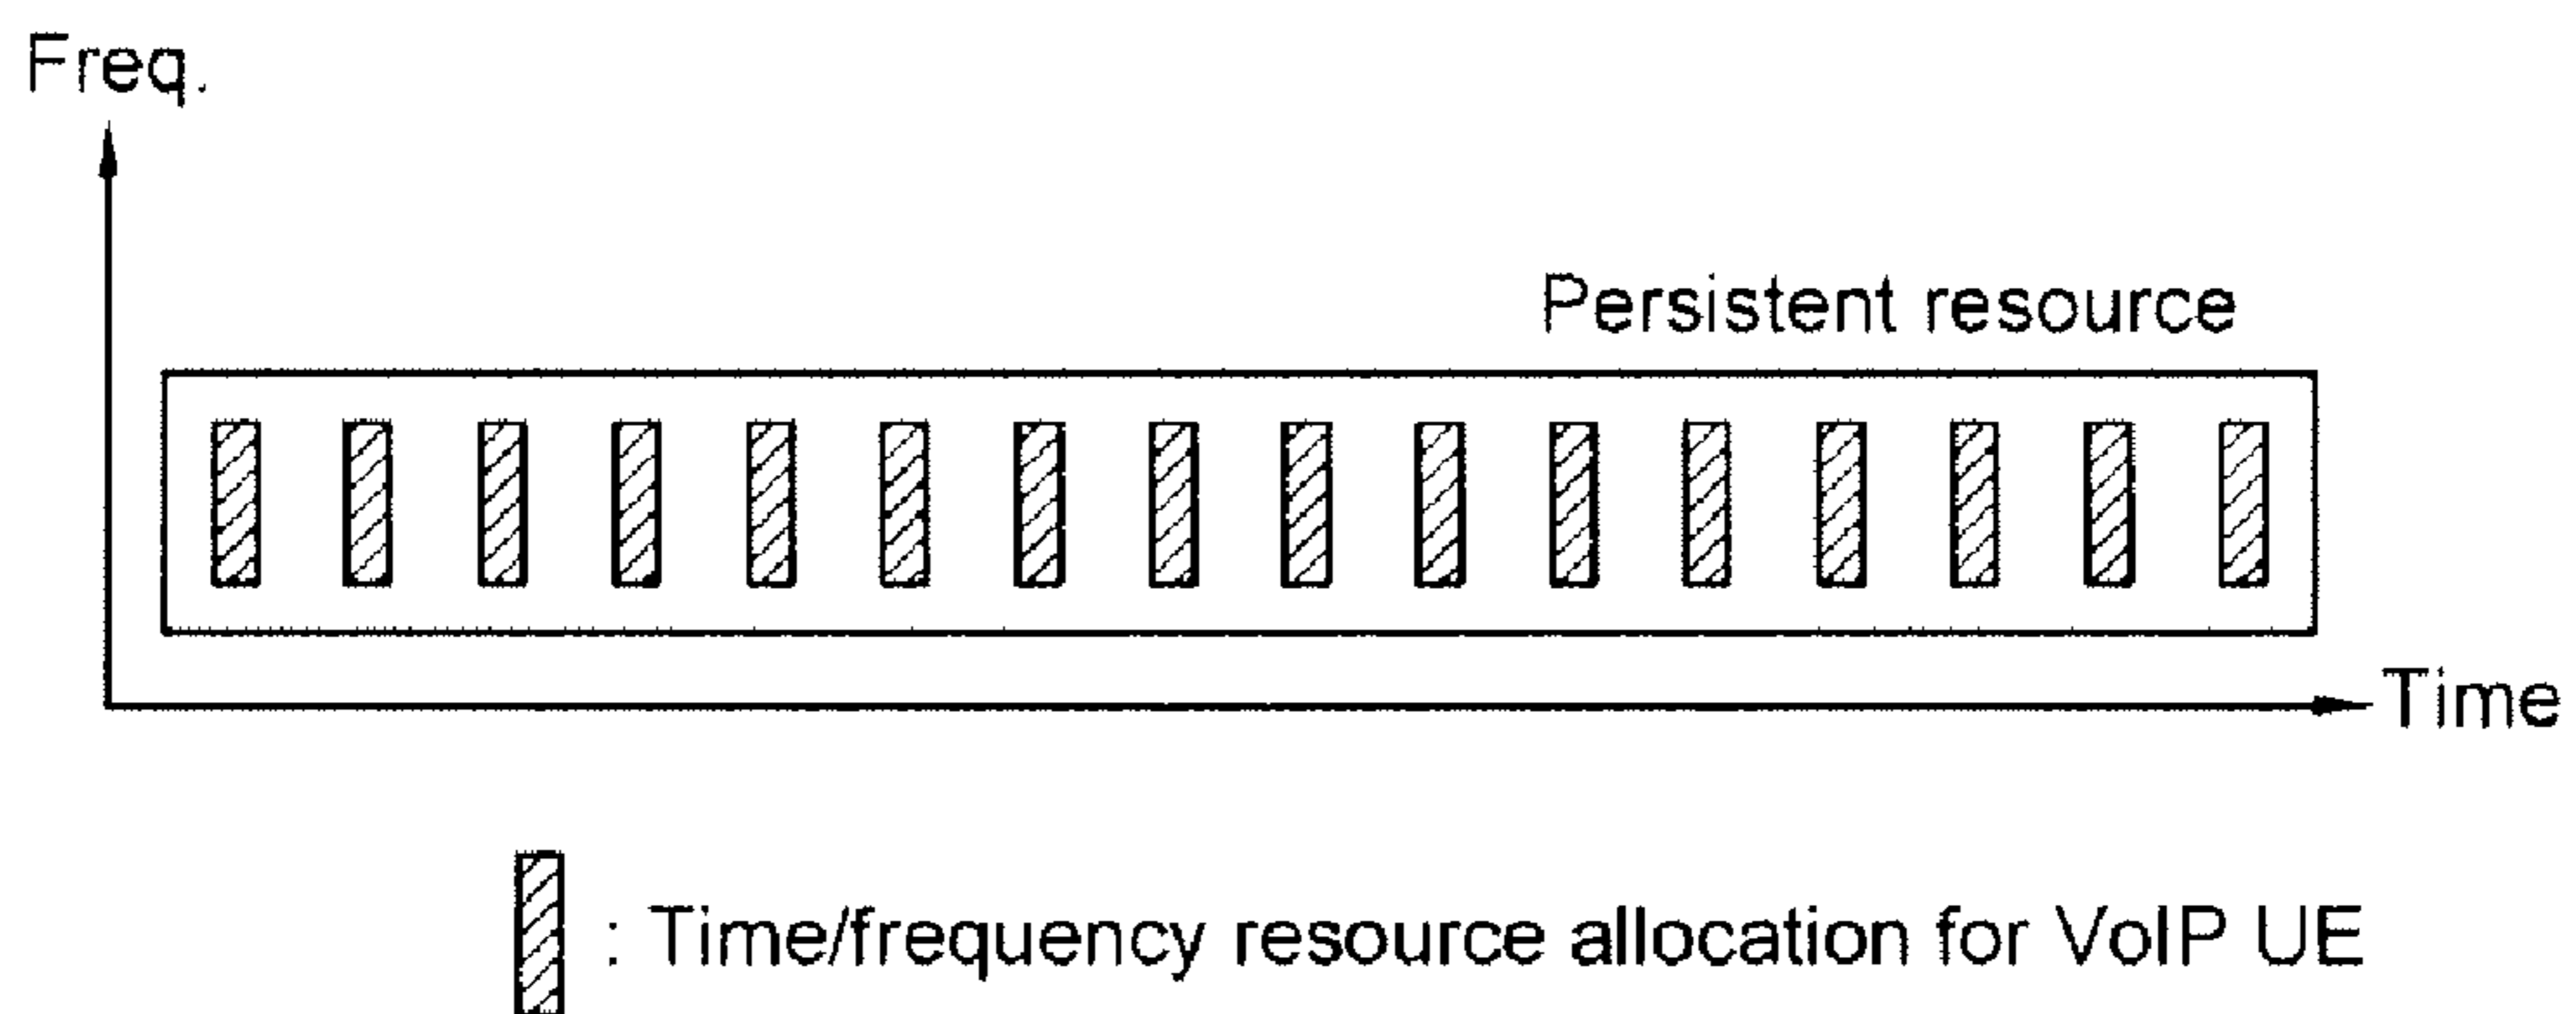 Freq.
Persistent resource
Time
: Time/frequency resource allocation for VoIP UE